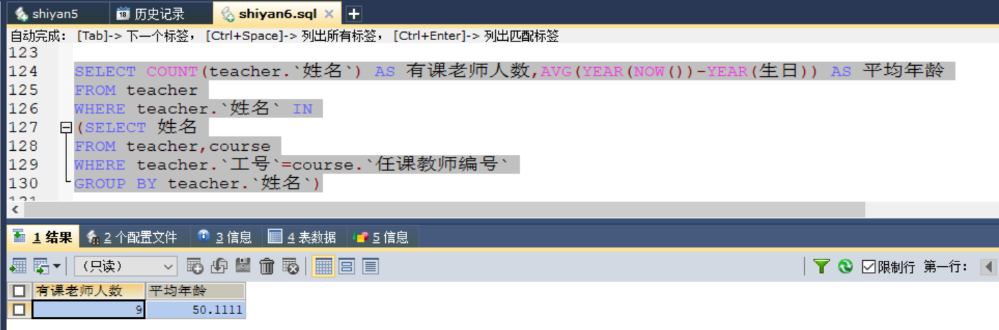 shiyan5 历史记录 shiyan6.sql
自动完成： [Tab]-> 下一个标签， [Ctrl+Space]-> 列出所有标签， [Ctrl+Enter]-> 列出匹配标签
123
124 SELECT COUNT(teacher.`姓名`) AS 有课老师人数,AVG(YEAR(NOW())-YEAR(生日)) AS 平均年龄
125 FROM teacher
126 WHERE teacher.`姓名` IN
127 (SELECT 姓名
128 FROM teacher,course
129 WHERE teacher.`工号`=course.`任课教师编号`
130 GROUP BY teacher.`姓名`)
131
1 结果 2 个配置文件 3 信息 4 表数据 5 信息
（只读） 限制行 第一行：
有课老师人数 平均年龄
9 50.1111